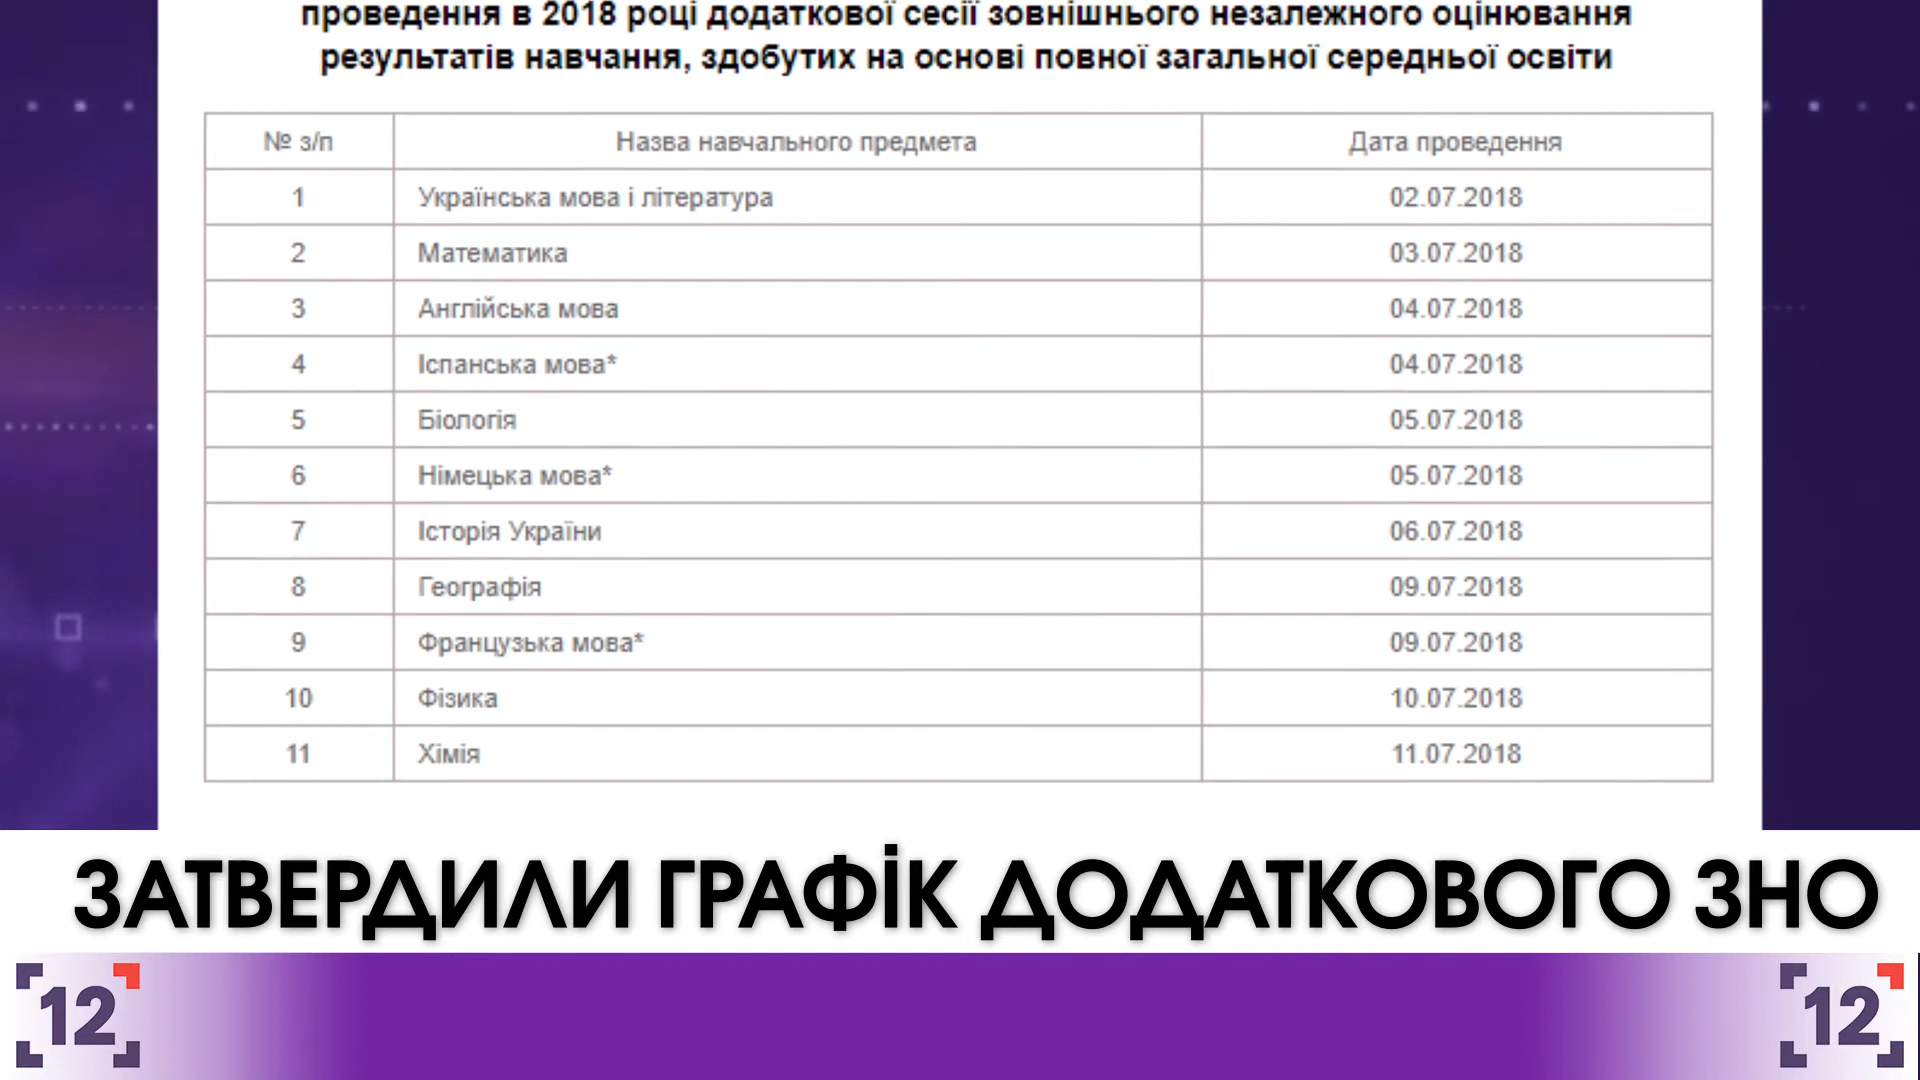 проведення в 2018 році додаткової сесії зовнішнього незалежного оцінювання
результатів навчання, здобутих на основі повної загальної середньої освіти
№ з/п Назва навчального предмета Дата проведення
1 Українська мова і література 02.07.2018
2 Математика 03.07.2018
3 Англійська мова 04.07.2018
4 Іспанська мова* 04.07.2018
5 Біологія 05.07.2018
6 Німецька мова* 05.07.2018
7 Історія України 06.07.2018
8 Географія 09.07.2018
9 Французька мова* 09.07.2018
10 Фізика 10.07.2018
11 Хімія 11.07.2018
ЗАТВЕРДИЛИ ГРАФіК ДОДАТКОВОГО ЗНО
12 12